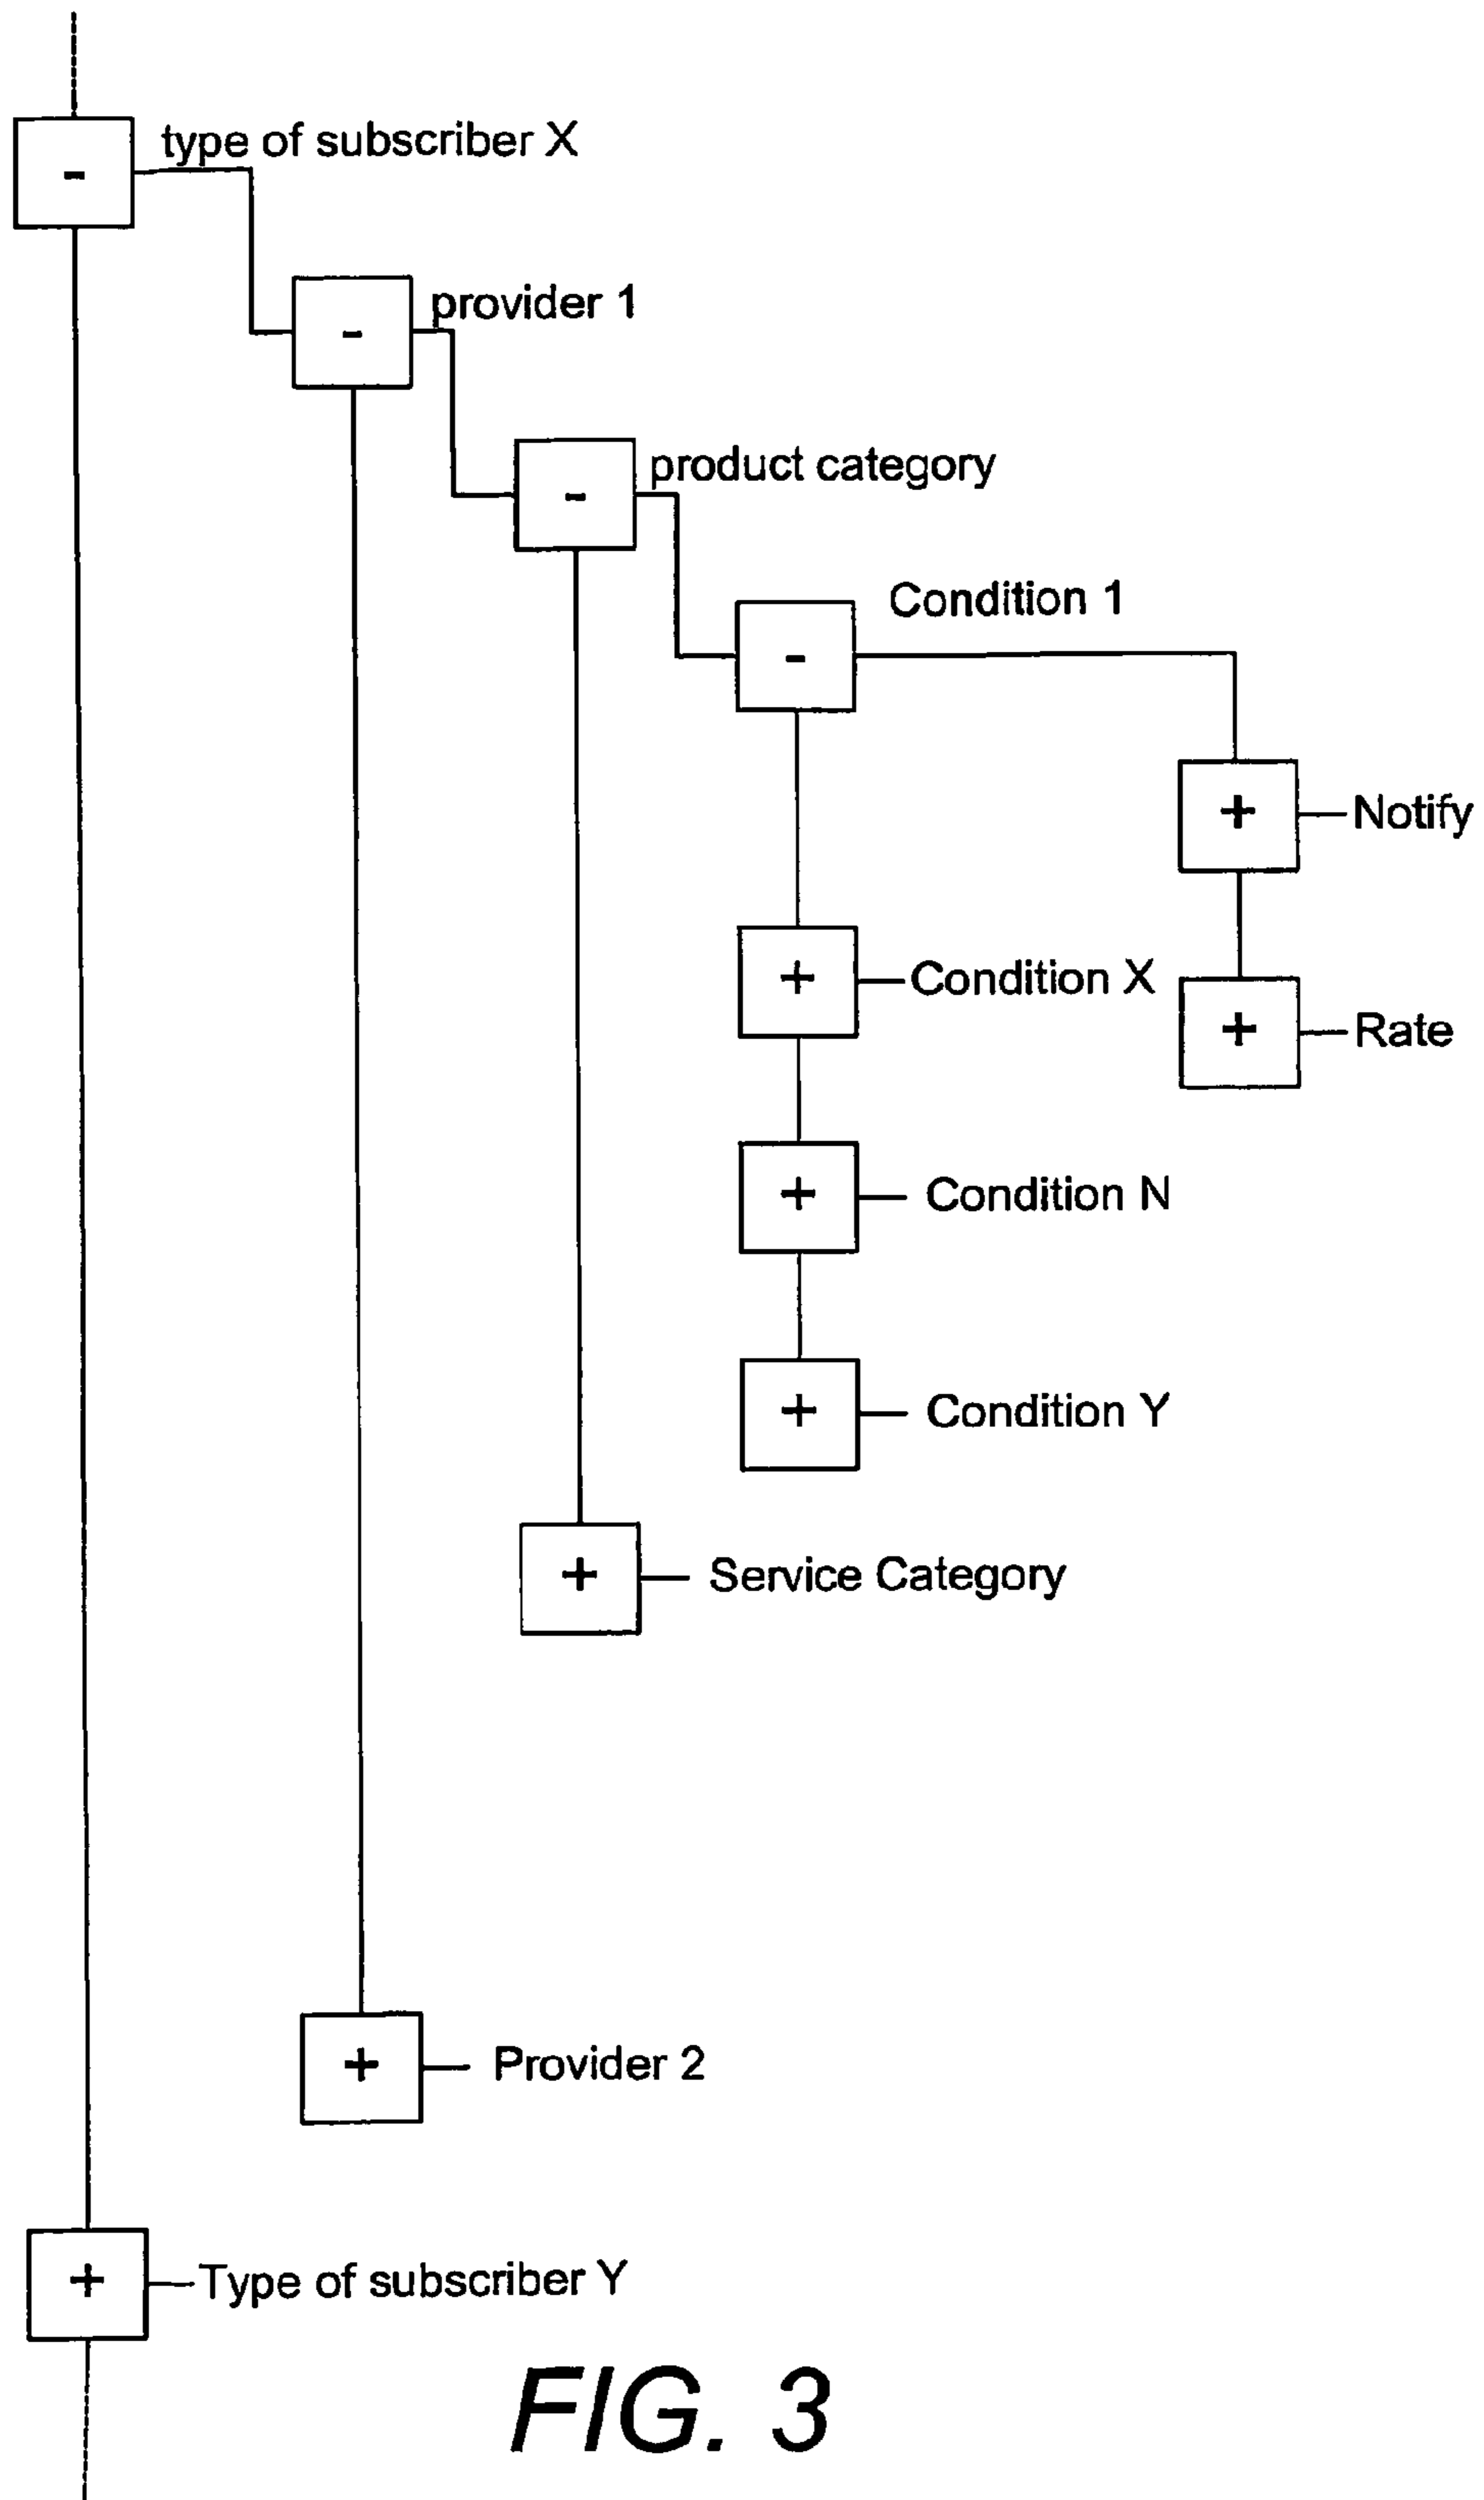 type of subscriber X
-
provider 1
-
product category
-
Condition 1
-
+ Notify
+ Condition X
+ Rate
+ Condition N
+ Condition Y
+ Service Category
+ Provider 2
+ Type of subscriber Y
FIG. 3